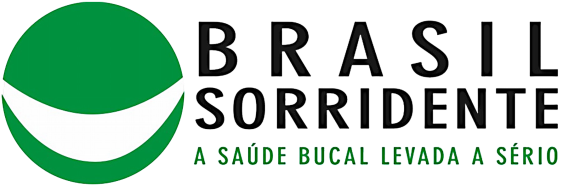 BRASIL
SORRIDENTE
A SAÚDE BUCAL LEVADA A SÉRIO